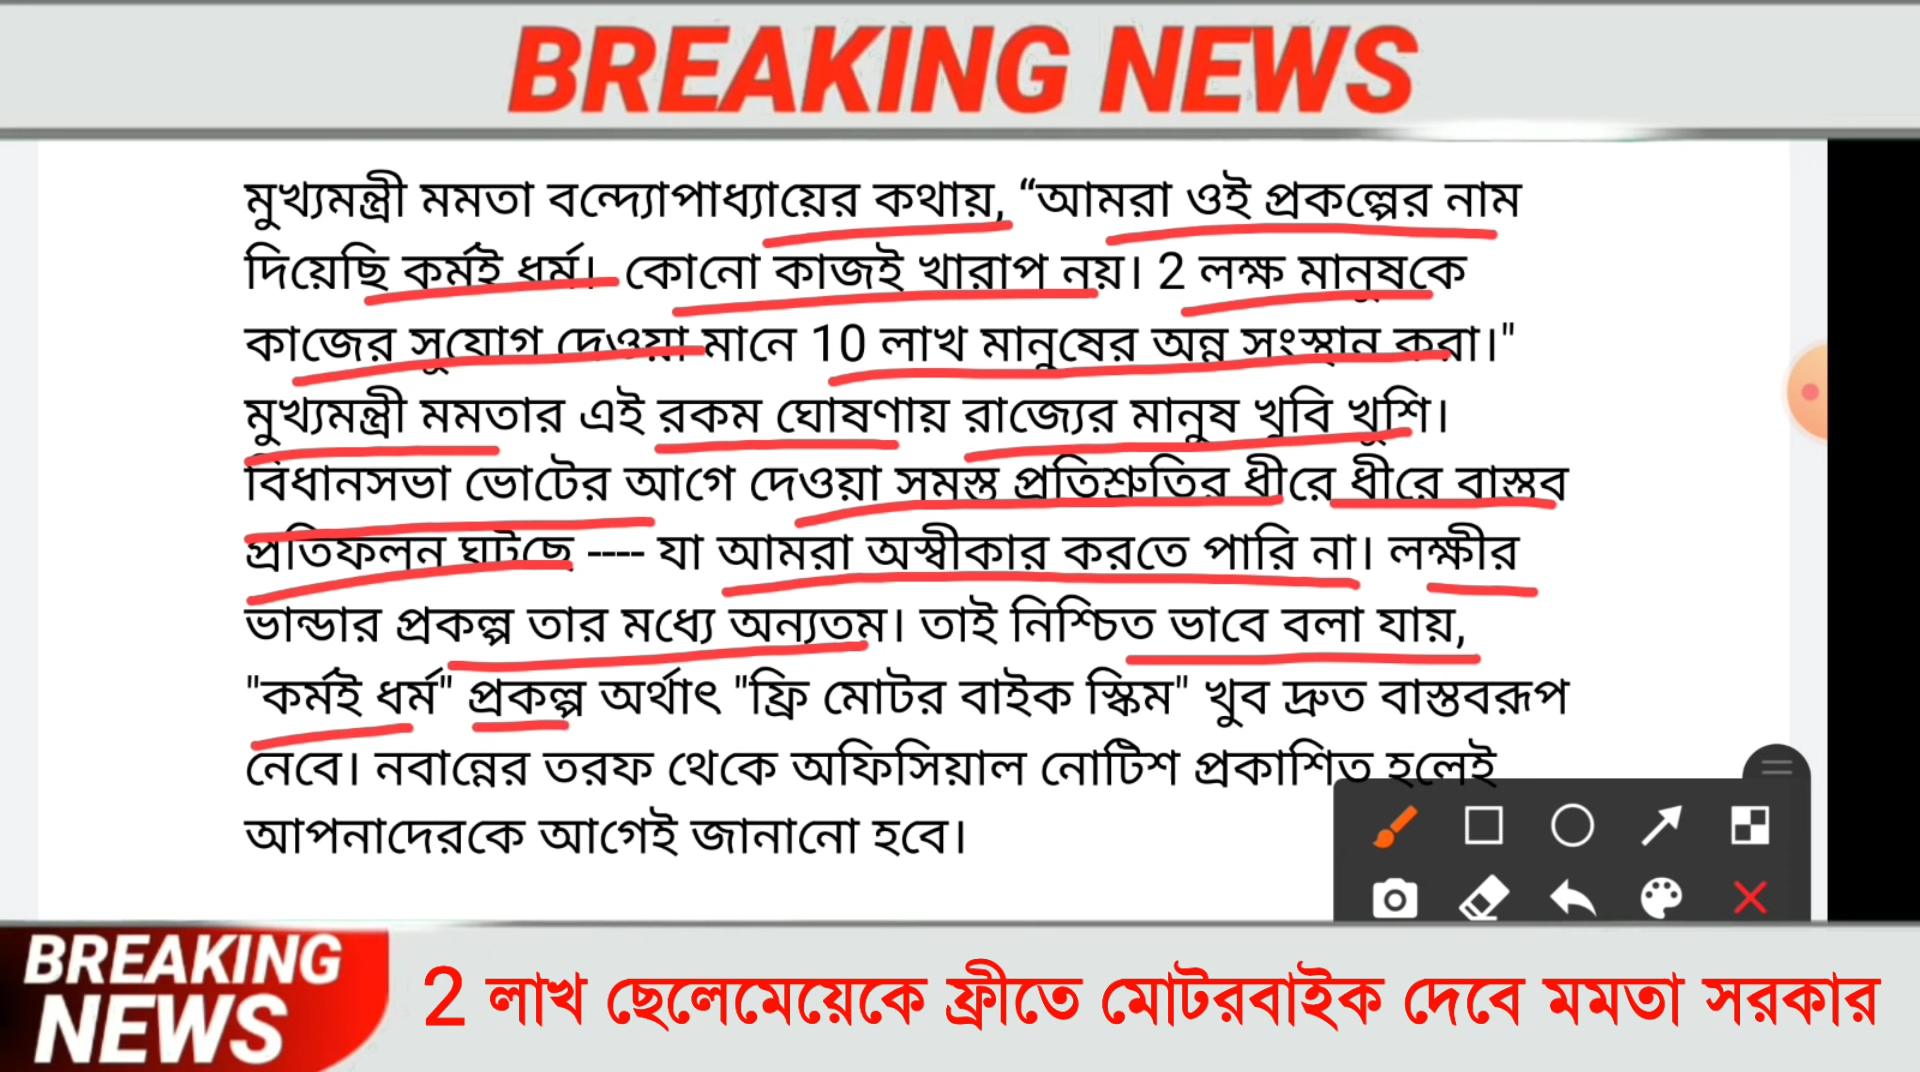 BREAKING NEWS
মুখ্যমন্ত্রী মমতা বন্দ্যোপাধ্যায়ের কথায়, “আমরা ওই প্রকল্পের নাম
দিয়েছি কর্মই ধর্ম। কোনো কাজই খারাপ নয়। 2 লক্ষ মানুষকে
কাজের সুযোগ দেওয়া মানে 10 লাখ মানুষের অন্ন সংস্থান করা।"
মুখ্যমন্ত্রী মমতার এই রকম ঘোষণায় রাজ্যের মানুষ খুবি খুশি।
বিধানসভা ভোটের আগে দেওয়া সমস্ত প্রতিশ্রুতির ধীরে ধীরে বাস্তব
প্রতিফলন ঘটছে ---- যা আমরা অস্বীকার করতে পারি না। লক্ষীর
ভান্ডার প্রকল্প তার মধ্যে অন্যতম। তাই নিশ্চিত ভাবে বলা যায়,
"কর্মই ধর্ম" প্রকল্প অর্থাৎ "ফ্রি মোটর বাইক স্কিম" খুব দ্রুত বাস্তবরূপ
নেবে। নবান্নের তরফ থেকে অফিসিয়াল নোটিশ প্রকাশিত হলেই
আপনাদেরকে আগেই জানানো হবে।
BREAKING
NEWS
2 লাখ ছেলেমেয়েকে ফ্রীতে মোটরবাইক দেবে মমতা সরকার